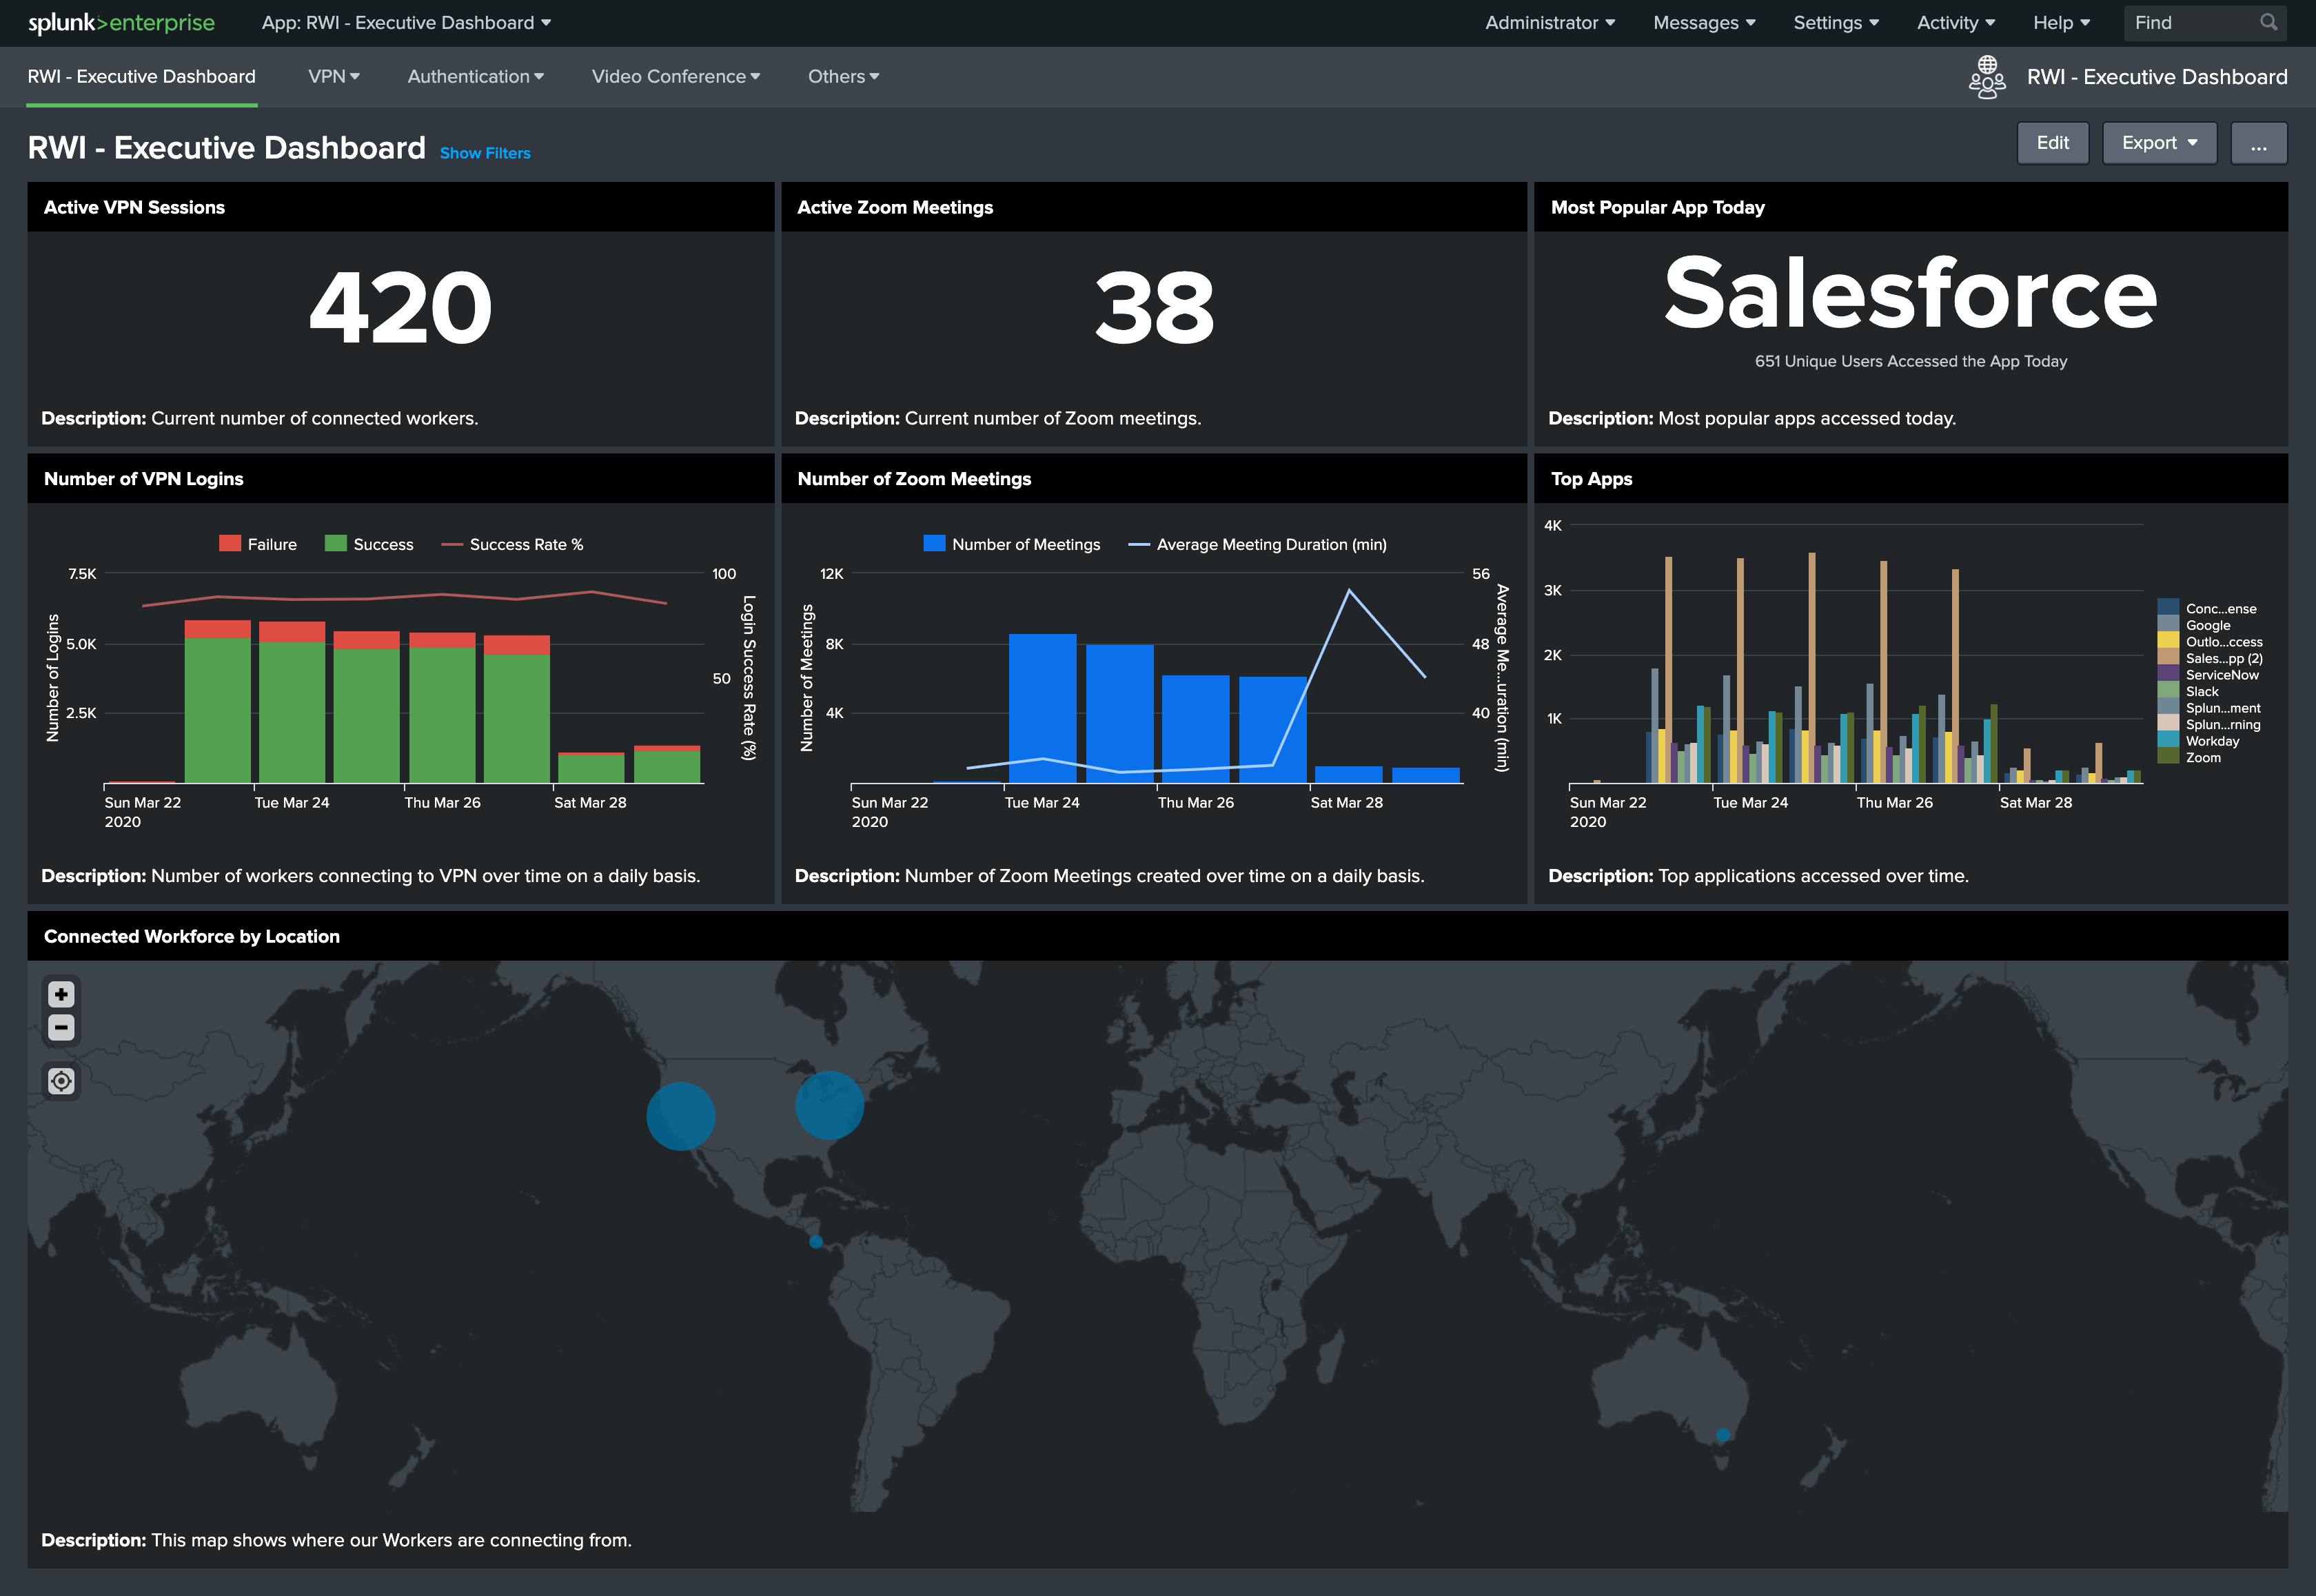 splunk>enterprise App: RWI - Executive Dashboard Administrator Messages Settings Activity Help Find
RWI - Executive Dashboard VPN Authentication Video Conference Others RWI - Executive Dashboard
RWI - Executive Dashboard Show Filters Edit Export ...
Active VPN Sessions
420
Description: Current number of connected workers.
Active Zoom Meetings
38
Description: Current number of Zoom meetings.
Most Popular App Today
Salesforce
651 Unique Users Accessed the App Today
Description: Most popular apps accessed today.
Number of VPN Logins
Failure Success Success Rate %
Number of Logins
7.5K
5.0K
2.5K
100
50
Login Success Rate (%)
Sun Mar 22 Tue Mar 24 Thu Mar 26 Sat Mar 28
2020
Description: Number of workers connecting to VPN over time on a daily basis.
Number of Zoom Meetings
Number of Meetings Average Meeting Duration (min)
Number of Meetings
12K
8K
4K
56
48
40
Average Me...uration (min)
Sun Mar 22 Tue Mar 24 Thu Mar 26 Sat Mar 28
2020
Description: Number of Zoom Meetings created over time on a daily basis.
Top Apps
4K
3K
2K
1K
Sun Mar 22 Tue Mar 24 Thu Mar 26 Sat Mar 28
2020
Conc...ense
Google
Outlo...ccess
Sales...pp (2)
ServiceNow
Slack
Splun...ment
Splun...rning
Workday
Zoom
Description: Top applications accessed over time.
Connected Workforce by Location
Description: This map shows where our Workers are connecting from.